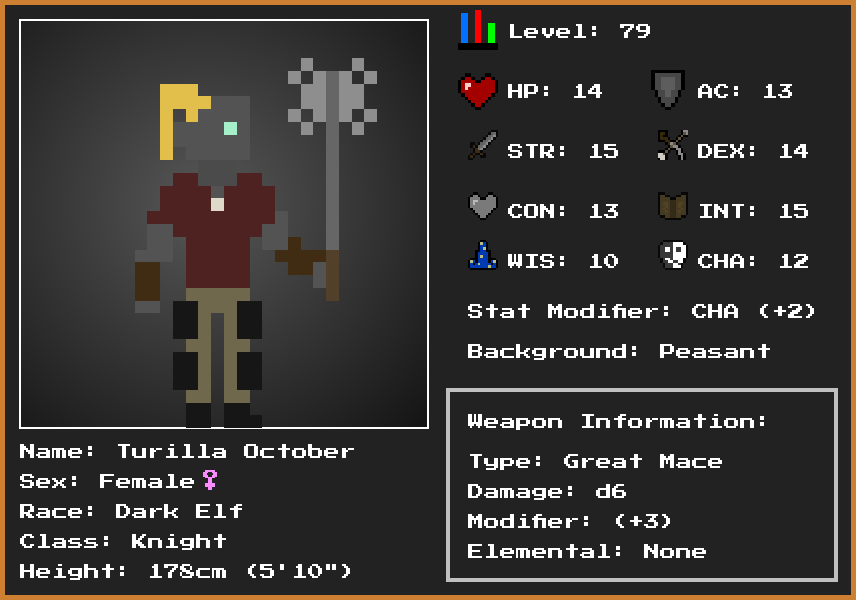 Level: 79
HP: 14
AC: 13
STR: 15
DEX: 14
CON: 13
INT: 15
WIS: 10
CHA: 12
Stat Modifier: CHA (+2)
Background: Peasant
Weapon Information:
Type: Great Mace
Damage: d6
Modifier: (+3)
Elemental: None
Name: Turilla October
Sex: Female♀
Race: Dark Elf
Class: Knight
Height: 178cm (5'10")